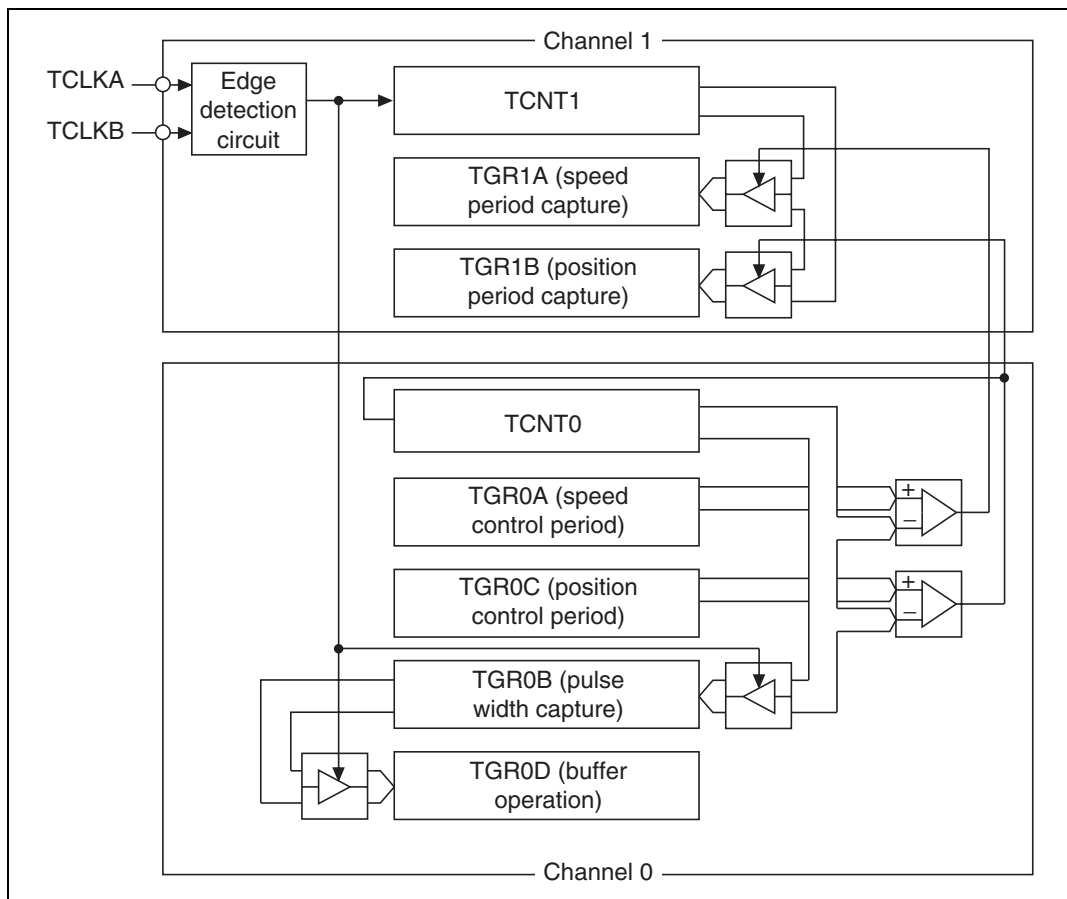 Channel 1
TCLKA
TCLKB
Edge
detection
circuit
TCNT1
TGR1A (speed
period capture)
TGR1B (position
period capture)
TCNT0
TGR0A (speed
control period)
+
−
TGR0C (position
control period)
+
−
TGR0B (pulse
width capture)
TGR0D (buffer
operation)
Channel 0